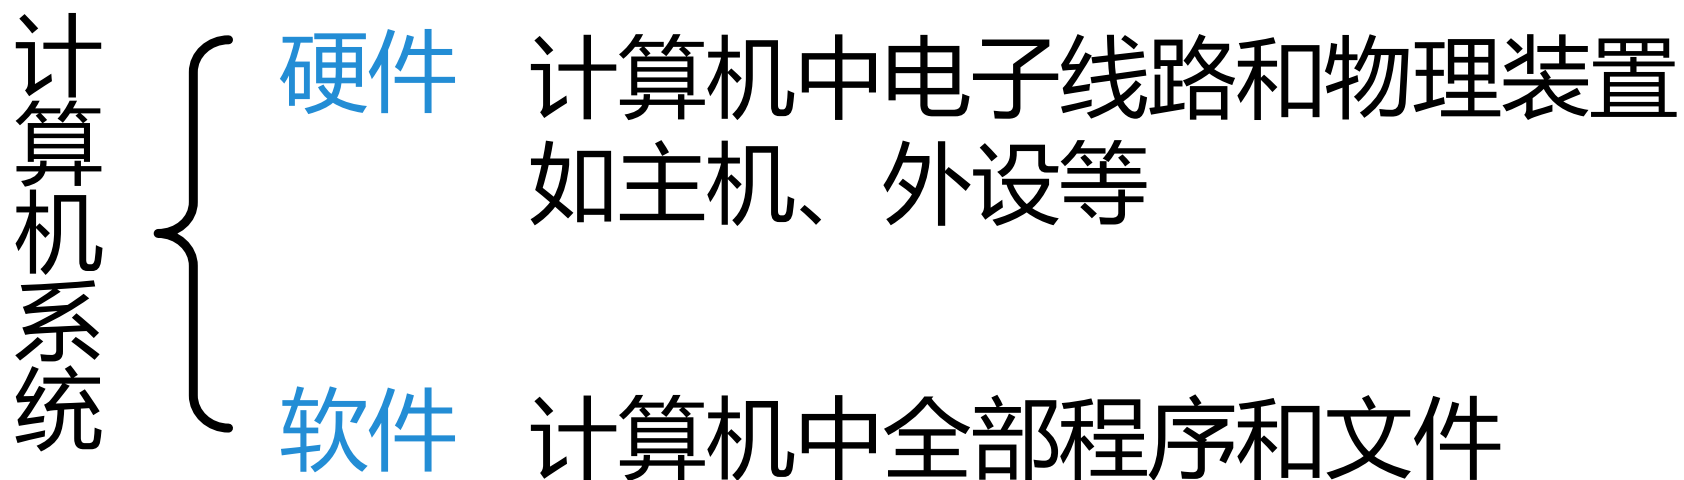 计算机系统
硬件 计算机中电子线路和物理装置
如主机、外设等
软件 计算机中全部程序和文件